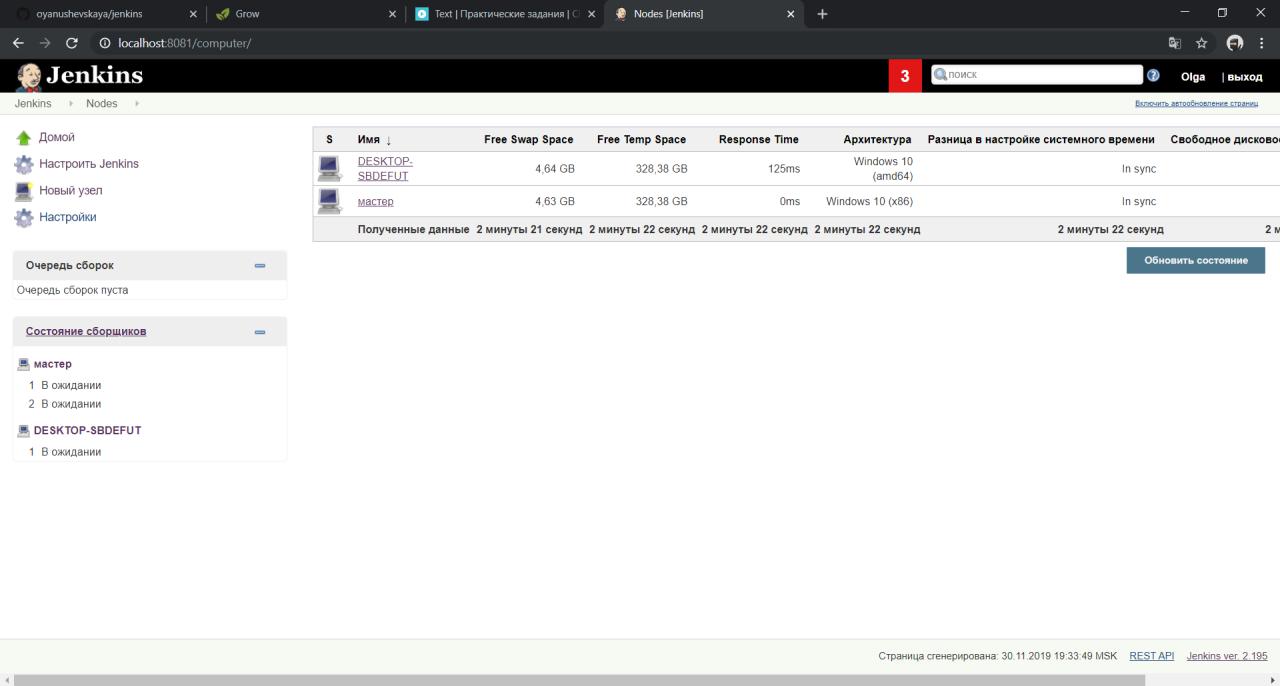 oyanushevskaya/jenkins
Grow
Text | Практические задания |
Nodes [Jenkins]
localhost:8081/computer/
Jenkins
3
поиск
Olga
| выход
Jenkins
Nodes
Включить автообновление страниц
Домой
Настроить Jenkins
Новый узел
Настройки
Очередь сборок
Очередь сборок пуста
Состояние сборщиков
мастер
1 В ожидании
2 В ожидании
DESKTOP-SBDEFUT
1 В ожидании
S Имя ↓ Free Swap Space Free Temp Space Response Time Архитектура Разница в настройке системного времени Свободное дисково
DESKTOP-
SBDEFUT
4,64 GB 328,38 GB 125ms
Windows 10
(amd64)
In sync
мастер 4,63 GB 328,38 GB 0ms Windows 10 (x86) In sync
Полученные данные 2 минуты 21 секунд 2 минуты 22 секунд 2 минуты 22 секунд 2 минуты 22 секунд 2 минуты 22 секунд 2 м
Обновить состояние
Страница сгенерирована: 30.11.2019 19:33:49 MSK REST API Jenkins ver. 2.195